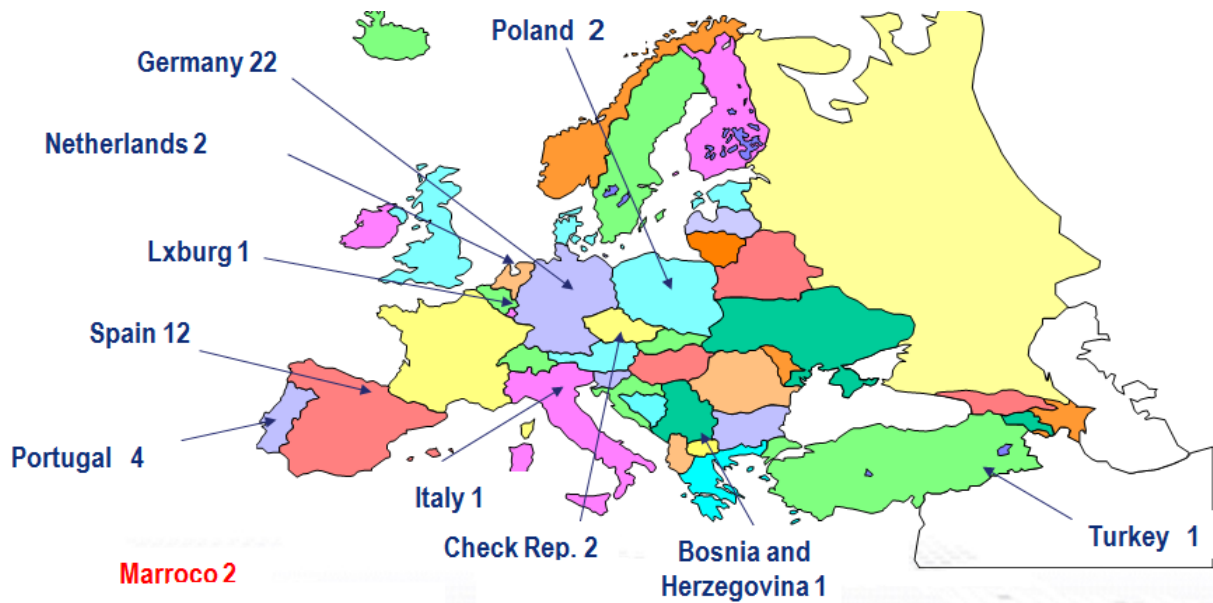 Poland 2
Germany 22
Netherlands 2
Lxburg 1
Spain 12
Portugal 4
Italy 1
Check Rep. 2
Bosnia and
Herzegovina 1
Turkey 1
Marroco 2